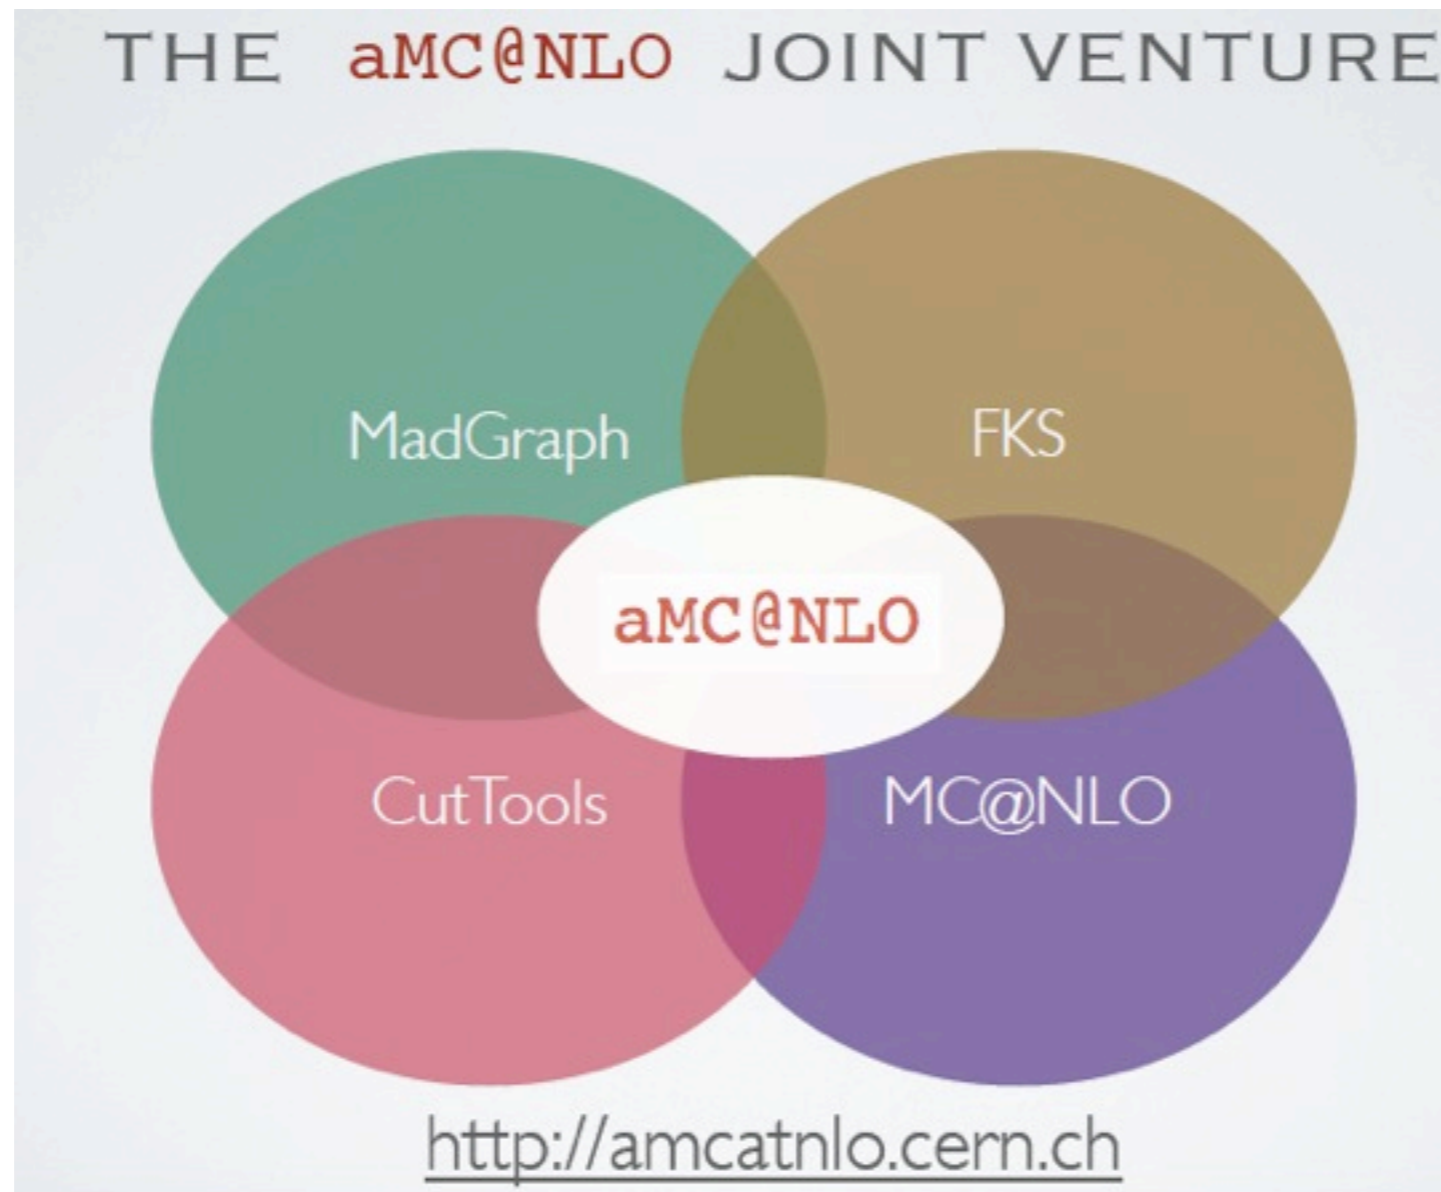 THE aMC@NLO JOINT VENTURE
MadGraph FKS
aMC@NLO
CutTools MC@NLO
http://amcatnlo.cern.ch